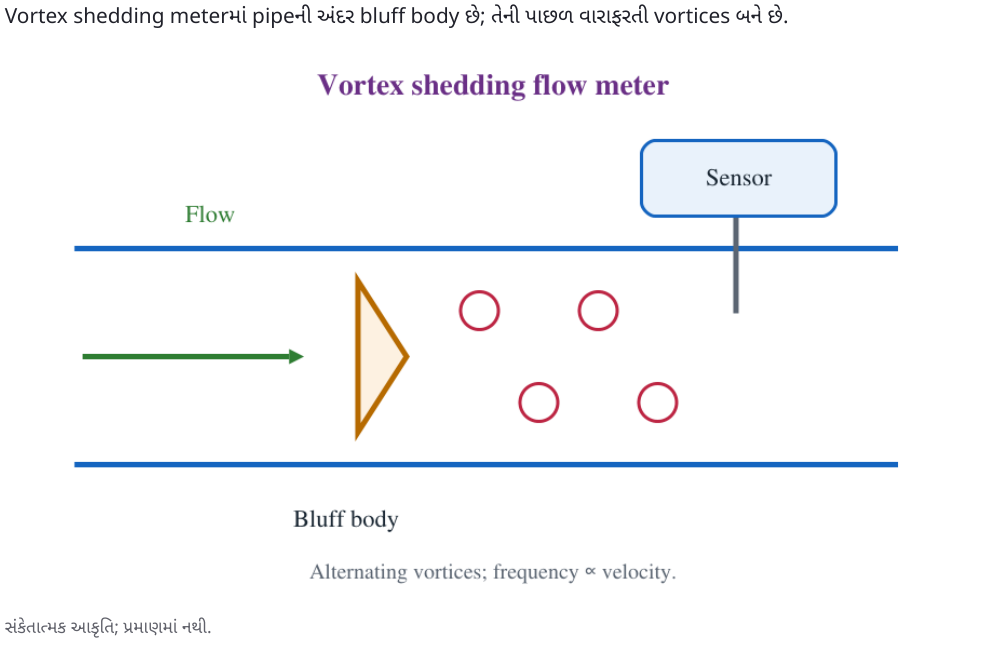 Vortex shedding meterમાં pipeની અંદર bluff body છે; તેની પાછળ વારાફરતી vortices બને છે.
Vortex shedding flow meter
Sensor
Flow
Bluff body
Alternating vortices; frequency ∝ velocity.
સંકેતાત્મક આકૃતિ; પ્રમાણમાં નથી.